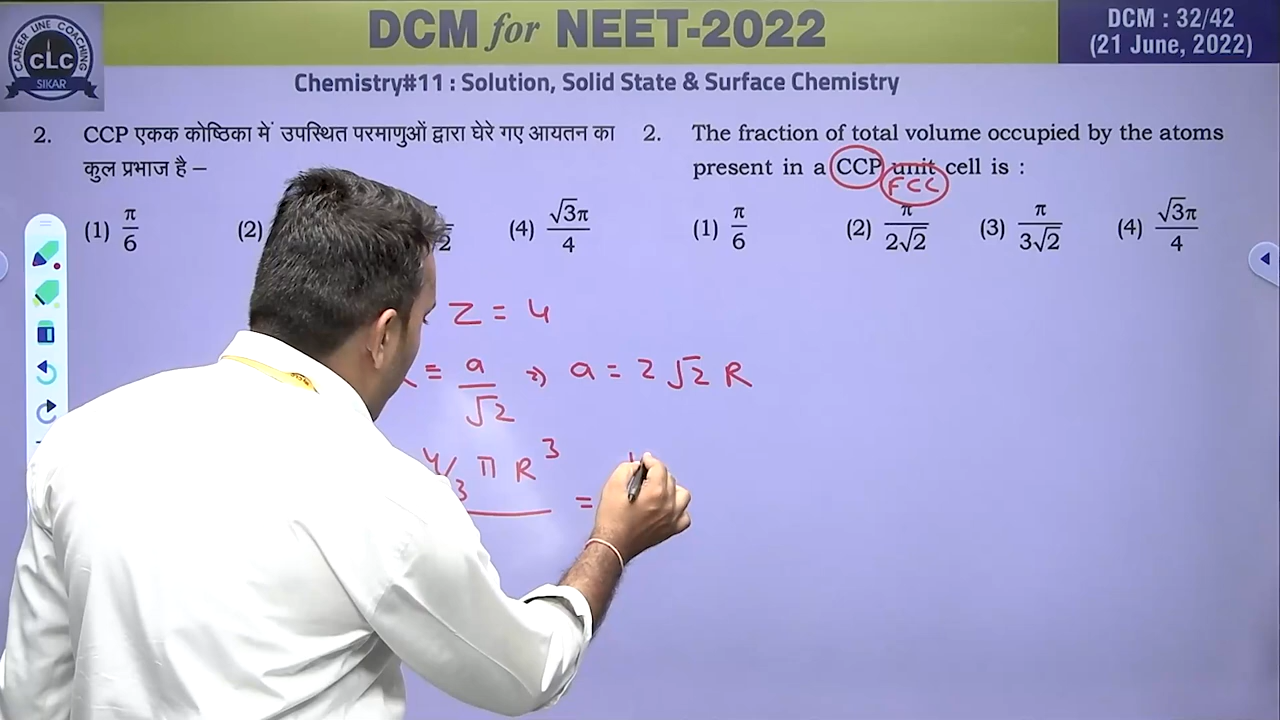 CAREER LINE COACHING
CLC
SIKAR
DCM for NEET-2022
DCM : 32/42
(21 June, 2022)
Chemistry#11 : Solution, Solid State & Surface Chemistry
2. CCP एकक कोष्ठिका में उपस्थित परमाणुओं द्वारा घेरे गए आयतन का
कुल प्रभाज है –
(1) π/6 (2) (4) √3π/4
2. The fraction of total volume occupied by the atoms
present in a CCP unit cell is :
FCC
(1) π/6 (2) π/2√2 (3) π/3√2 (4) √3π/4
Z = 4
= a/√2 ⇒ a = 2√2 R
4/3 π R³ =